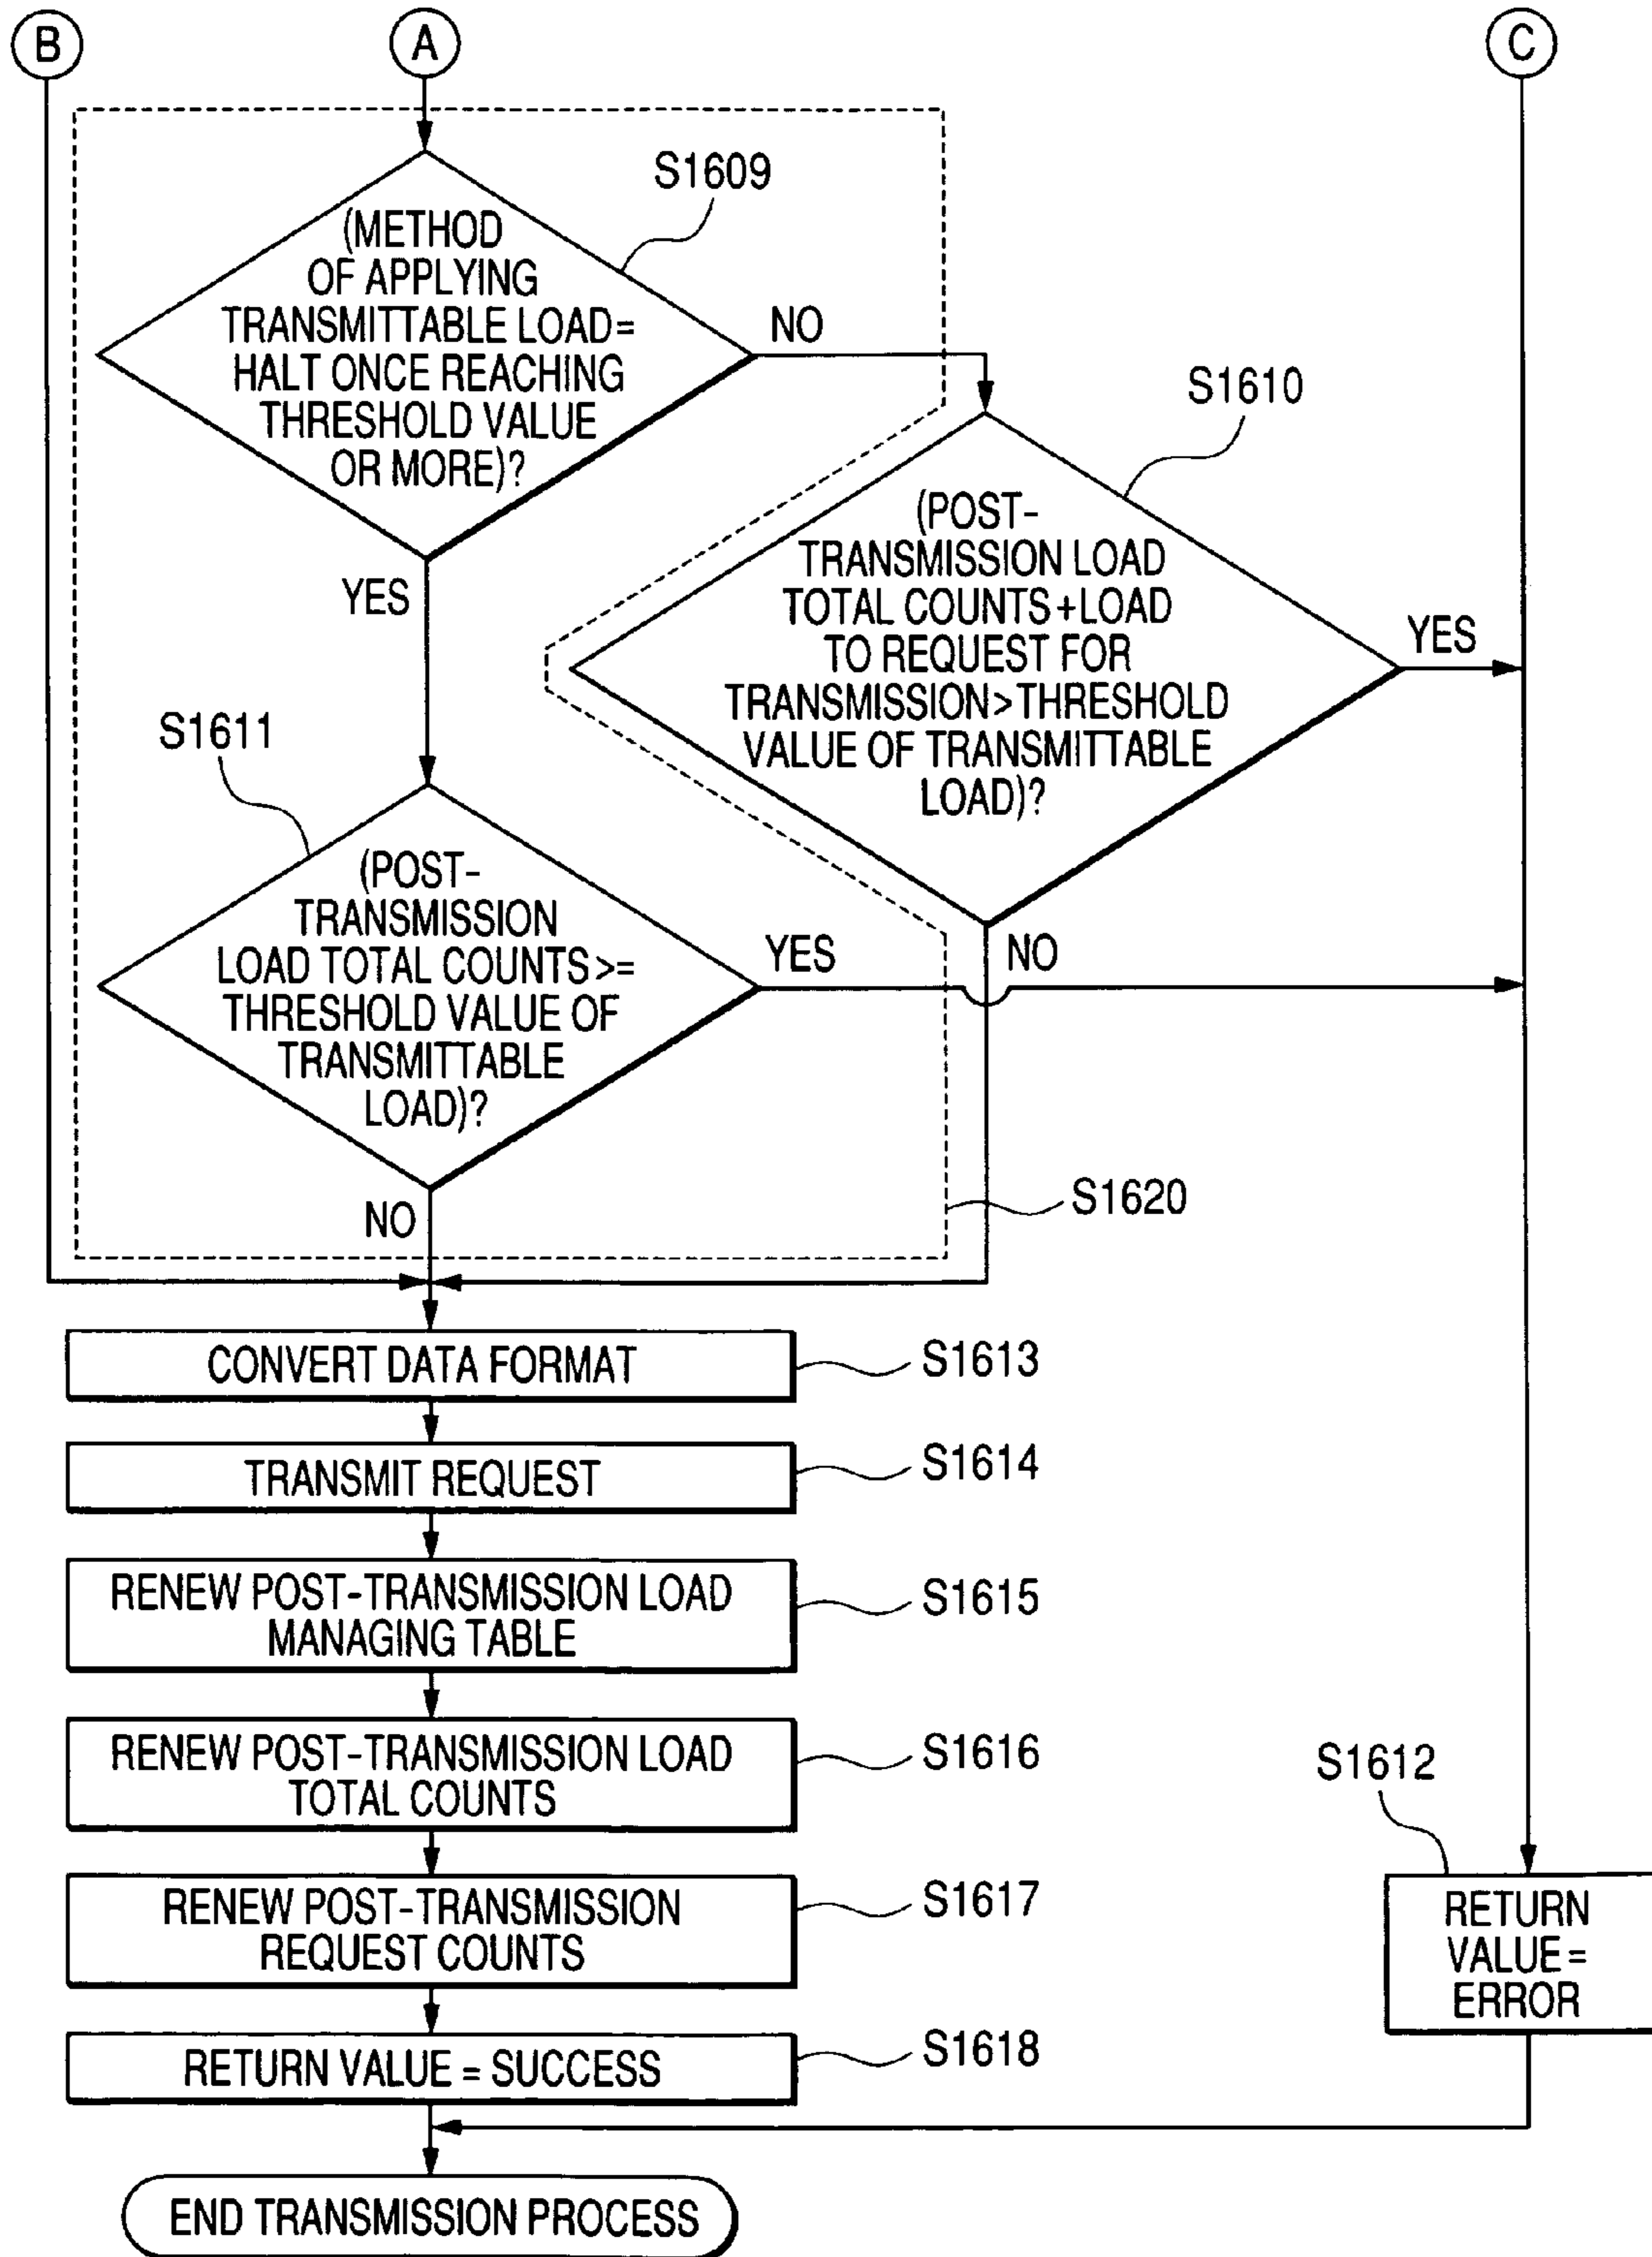 B
A
C
S1609
(METHOD
OF APPLYING
TRANSMITTABLE LOAD=
HALT ONCE REACHING
THRESHOLD VALUE
OR MORE)?
NO
YES
S1610
(POST-
TRANSMISSION LOAD
TOTAL COUNTS+LOAD
TO REQUEST FOR
TRANSMISSION>THRESHOLD
VALUE OF TRANSMITTABLE
LOAD)?
YES
NO
S1611
(POST-
TRANSMISSION
LOAD TOTAL COUNTS>=
THRESHOLD VALUE OF
TRANSMITTABLE
LOAD)?
YES
NO
S1620
CONVERT DATA FORMAT
S1613
TRANSMIT REQUEST
S1614
RENEW POST-TRANSMISSION LOAD
MANAGING TABLE
S1615
RENEW POST-TRANSMISSION LOAD
TOTAL COUNTS
S1616
RENEW POST-TRANSMISSION
REQUEST COUNTS
S1617
RETURN VALUE = SUCCESS
S1618
S1612
RETURN
VALUE=
ERROR
END TRANSMISSION PROCESS